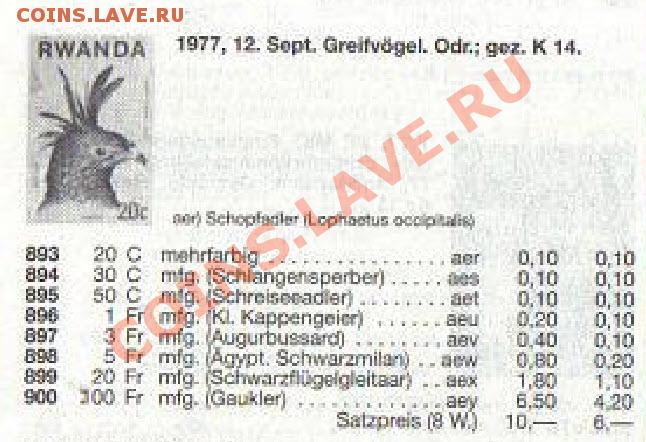 COINS.LAVE.RU
RWANDA
20c
1977, 12. Sept. Greifvögel. Odr.; gez. K 14.
aer) Schopfadler (Lophaetus occipitalis)
893 20 C mehrfarbig . . . . . . . . . . . . . . . . aer 0,10 0,10
894 30 C mfg. (Schlangensperber) . . . . . aes 0,10 0,10
895 50 C mfg. (Schreiseeadler) . . . . . . . . aet 0,10 0,10
896 1 Fr mfg. (Kl. Kappengeier) . . . . . . . aeu 0,20 0,10
897 3 Fr mfg. (Augurbussard) . . . . . . . . aev 0,40 0,10
898 5 Fr mfg. (Ägypt. Schwarzmilan) . . aew 0,80 0,20
899 20 Fr mfg. (Schwarzflügelgleitaar) . . aex 1,80 1,10
900 100 Fr mfg. (Gaukler) . . . . . . . . . . . . . aey 6,50 4,20
Satzpreis (8 W.) 10,— 6,—
COINS.LAVE.RU